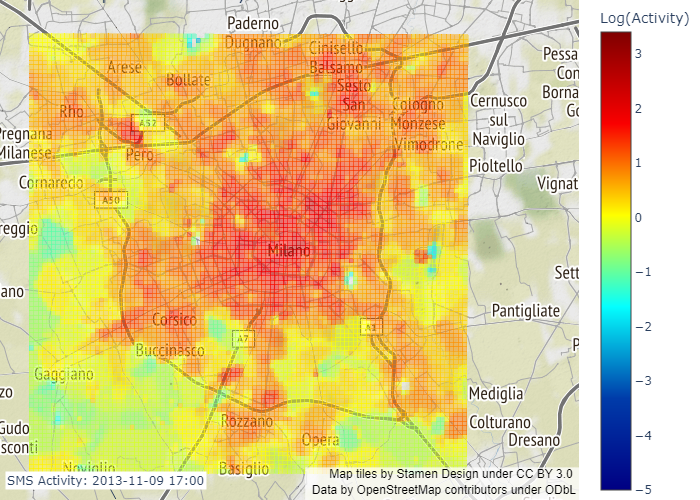 Log(Activity)
Paderno
Dugnano
Cinisello
Balsamo
Arese
Bollate
Sesto
San
Giovanni
Rho
A52
Cologno
Monzese
Vimodrone
Pero
Pregnana
Milanese
Cornaredo
A50
Pessa
Con
Borna
Cernusco
sul
Naviglio
Pioltello
Vignat
reggio
Milano
Sett
ano
Corsico
A7
A1
Pantigliate
Buccinasco
Gaggiano
zo
Mediglia
Rozzano
Opera
Colturano
Dresano
Gudo
sconti
Noviglio
Basiglio
3
2
1
0
−1
−2
−3
−4
−5
SMS Activity: 2013-11-09 17:00
Map tiles by Stamen Design under CC BY 3.0
Data by OpenStreetMap contributors under ODbL